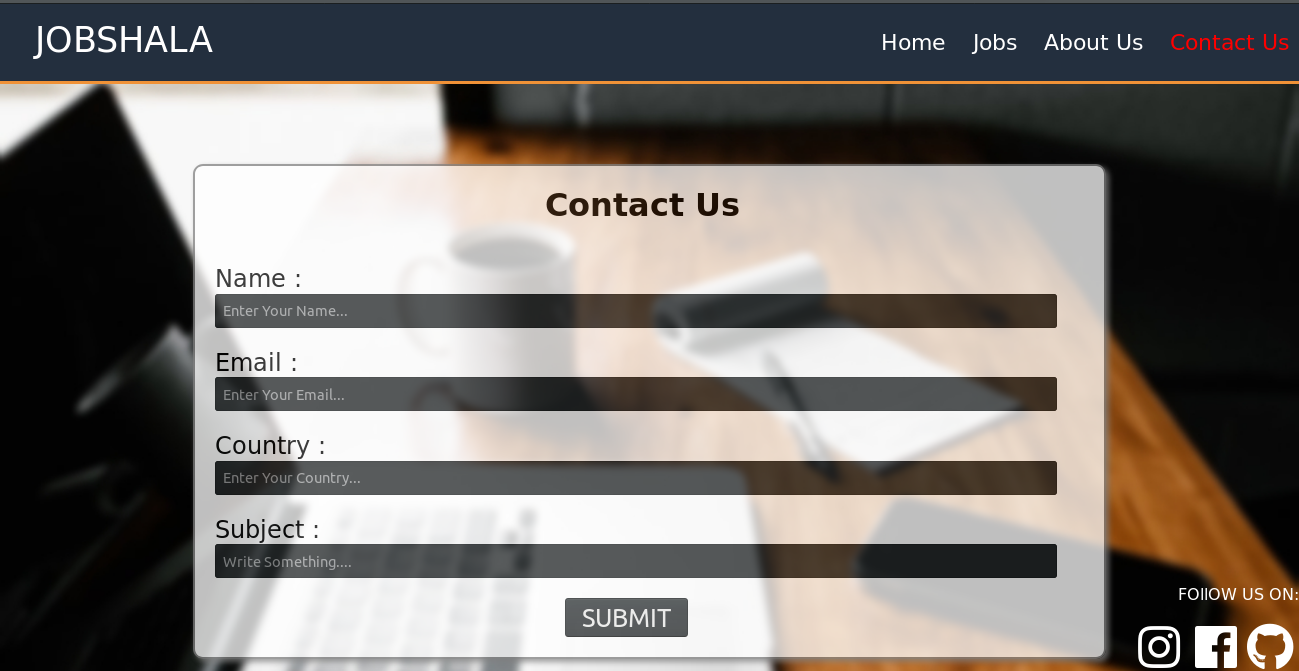 JOBSHALA
Home Jobs About Us Contact Us
Contact Us
Name :
Enter Your Name...
Email :
Enter Your Email...
Country :
Enter Your Country...
Subject :
Write Something....
SUBMIT
FOllOW US ON: